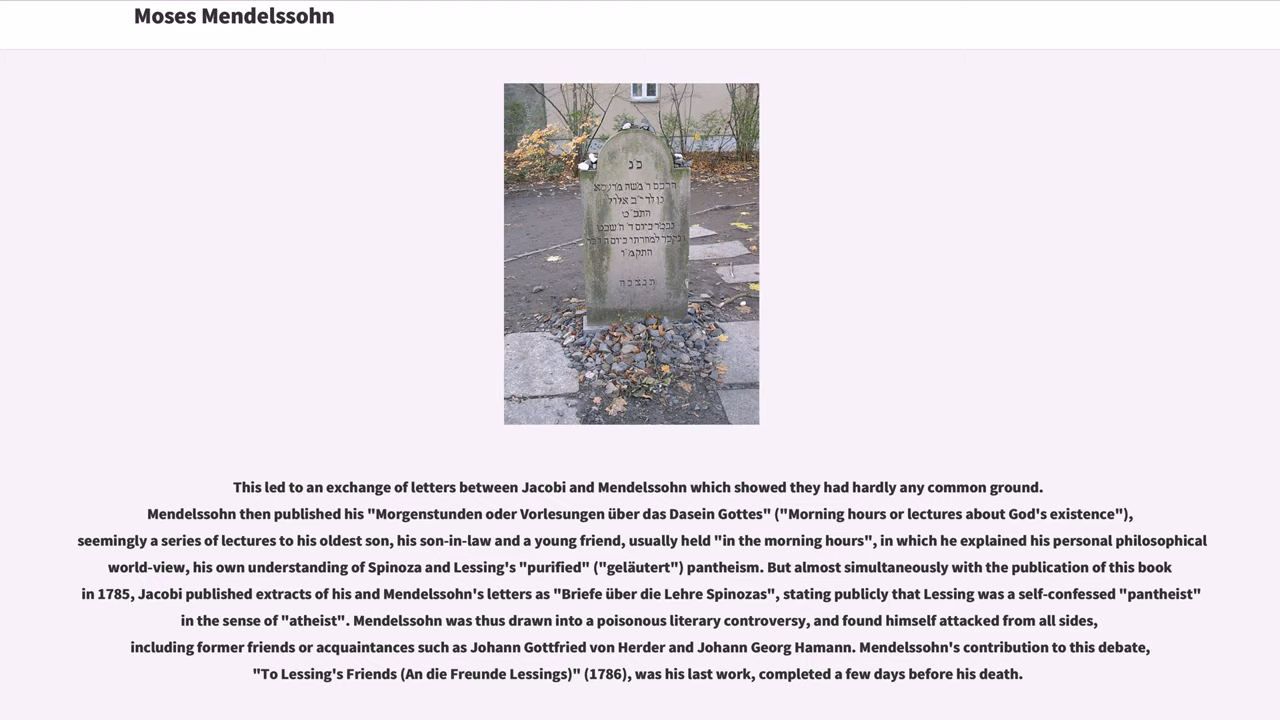 Moses Mendelssohn
פ״נ
אלול
התפ״ט
התקמ״ו
ת נ צ ב ה
This led to an exchange of letters between Jacobi and Mendelssohn which showed they had hardly any common ground.
Mendelssohn then published his "Morgenstunden oder Vorlesungen über das Dasein Gottes" ("Morning hours or lectures about God's existence"),
seemingly a series of lectures to his oldest son, his son-in-law and a young friend, usually held "in the morning hours", in which he explained his personal philosophical
world-view, his own understanding of Spinoza and Lessing's "purified" ("geläutert") pantheism. But almost simultaneously with the publication of this book
in 1785, Jacobi published extracts of his and Mendelssohn's letters as "Briefe über die Lehre Spinozas", stating publicly that Lessing was a self-confessed "pantheist"
in the sense of "atheist". Mendelssohn was thus drawn into a poisonous literary controversy, and found himself attacked from all sides,
including former friends or acquaintances such as Johann Gottfried von Herder and Johann Georg Hamann. Mendelssohn's contribution to this debate,
"To Lessing's Friends (An die Freunde Lessings)" (1786), was his last work, completed a few days before his death.